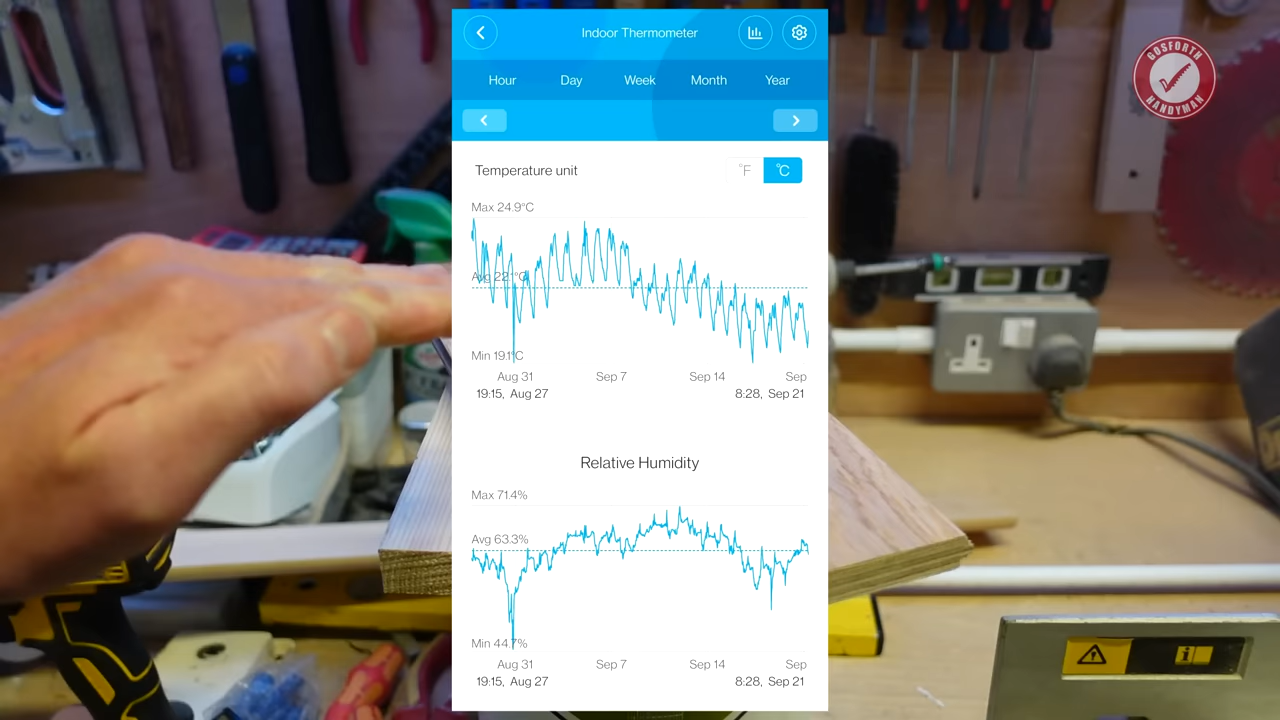 Indoor Thermometer
Hour Day Week Month Year
Temperature unit °F °C
Max 24.9°C
Avg 22.1°C
Min 19.1°C
Aug 31 Sep 7 Sep 14 Sep
19:15, Aug 27 8:28, Sep 21
Relative Humidity
Max 71.4%
Avg 63.3%
Min 44.7%
Aug 31 Sep 7 Sep 14 Sep
19:15, Aug 27 8:28, Sep 21
GOSFORTH
HANDYMAN